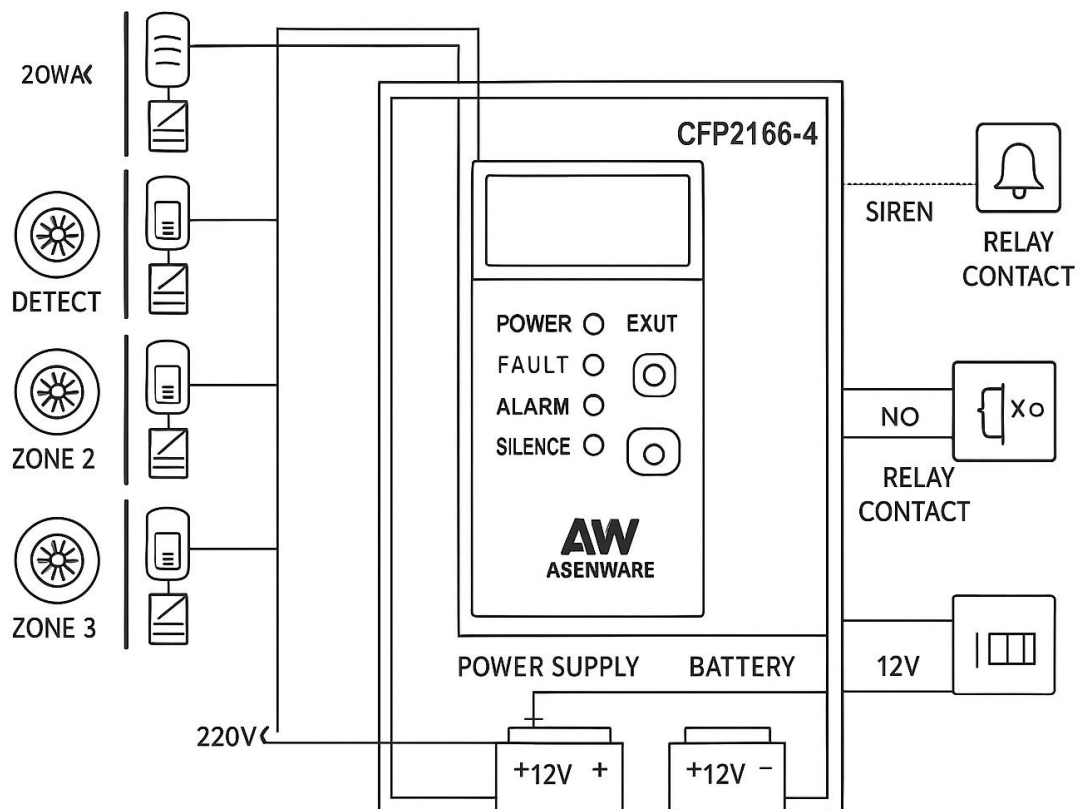 CFP2166-4
20WAK
SIREN
RELAY
CONTACT
DETECT
POWER
EXUT
FAULT
ALARM
SILENCE
NO
ZONE 2
RELAY
CONTACT
AW
ASENWARE
ZONE 3
POWER SUPPLY
BATTERY
12V
220V
+12V +
+12V −